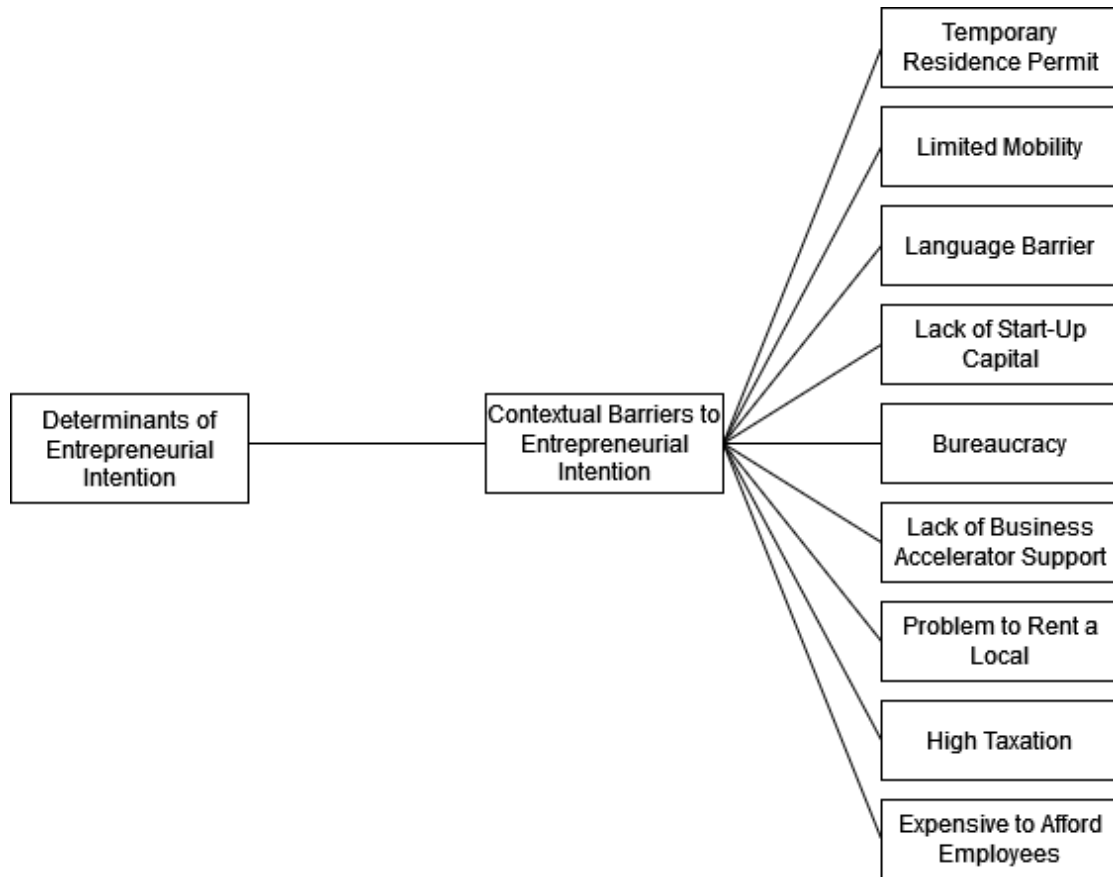 Determinants of
Entrepreneurial
Intention
Contextual Barriers to
Entrepreneurial
Intention
Temporary
Residence Permit
Limited Mobility
Language Barrier
Lack of Start-Up
Capital
Bureaucracy
Lack of Business
Accelerator Support
Problem to Rent a
Local
High Taxation
Expensive to Afford
Employees